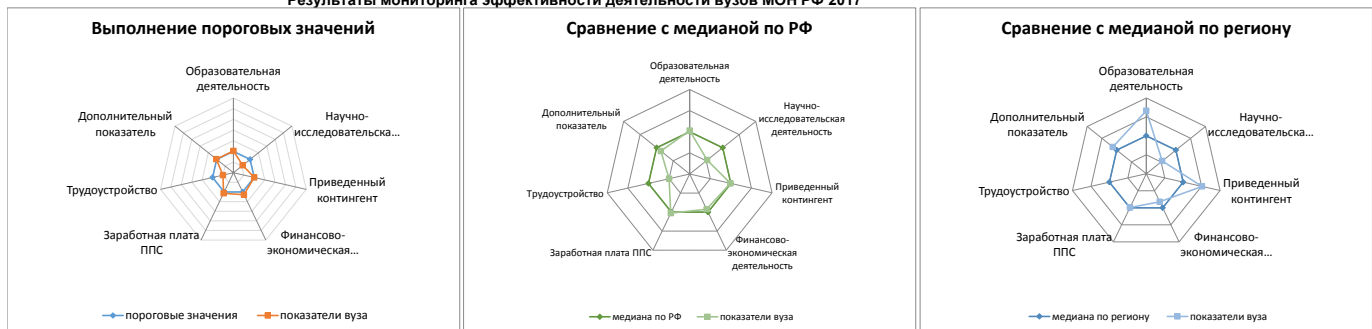 Результаты мониторинга эффективности деятельности вузов МОН РФ 2017
Выполнение пороговых значений
Образовательная
деятельность
Научно-
исследовательска...
Приведенный
контингент
Финансово-
экономическая...
Заработная плата
ППС
Трудоустройство
Дополнительный
показатель
пороговые значения
показатели вуза
Сравнение с медианой по РФ
Образовательная
деятельность
Научно-
исследовательская
деятельность
Приведенный
контингент
Финансово-
экономическая
деятельность
Заработная плата ППС
Трудоустройство
Дополнительный
показатель
медиана по РФ
показатели вуза
Сравнение с медианой по региону
Образовательная
деятельность
Научно-
исследовательска...
Приведенный
контингент
Финансово-
экономическая...
Заработная плата
ППС
Трудоустройство
Дополнительный
показатель
медиана по региону
показатели вуза